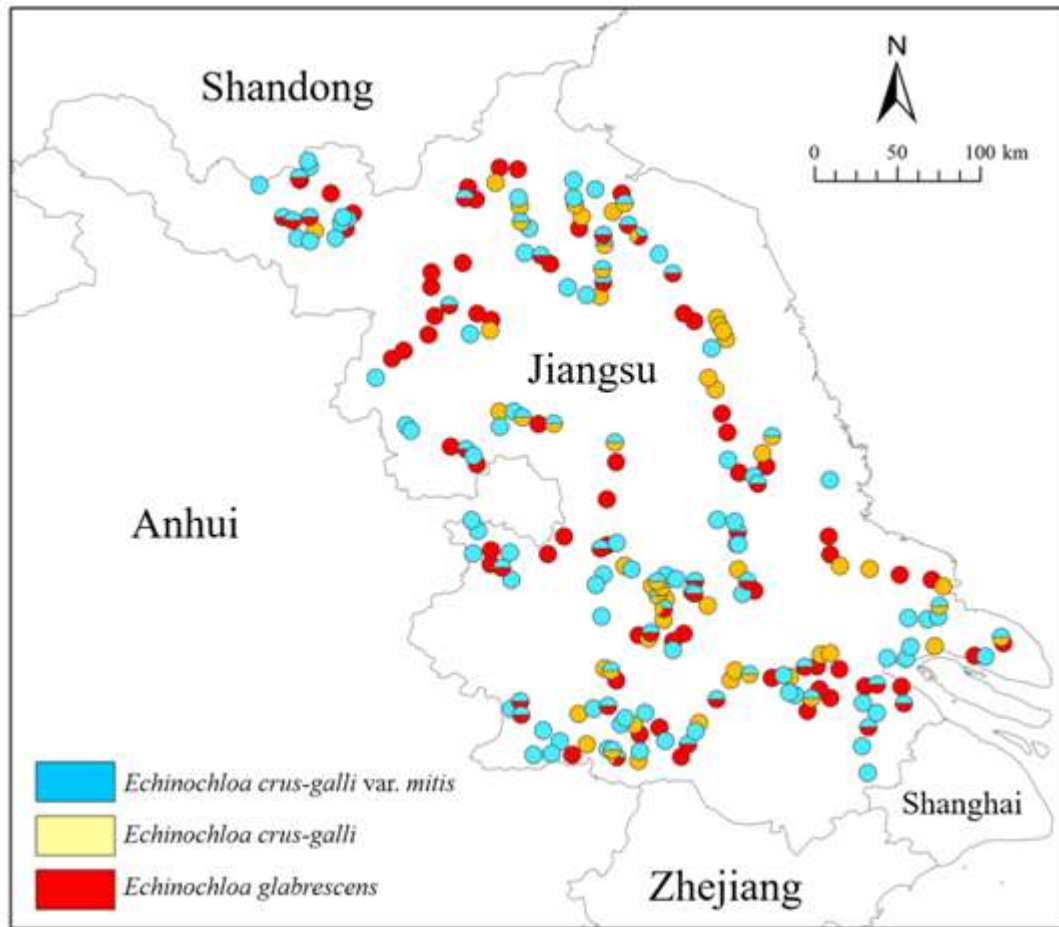 Shandong
N
0 50 100 km
Jiangsu
Anhui
Echinochloa crus-galli var. mitis
Echinochloa crus-galli
Echinochloa glabrescens
Shanghai
Zhejiang